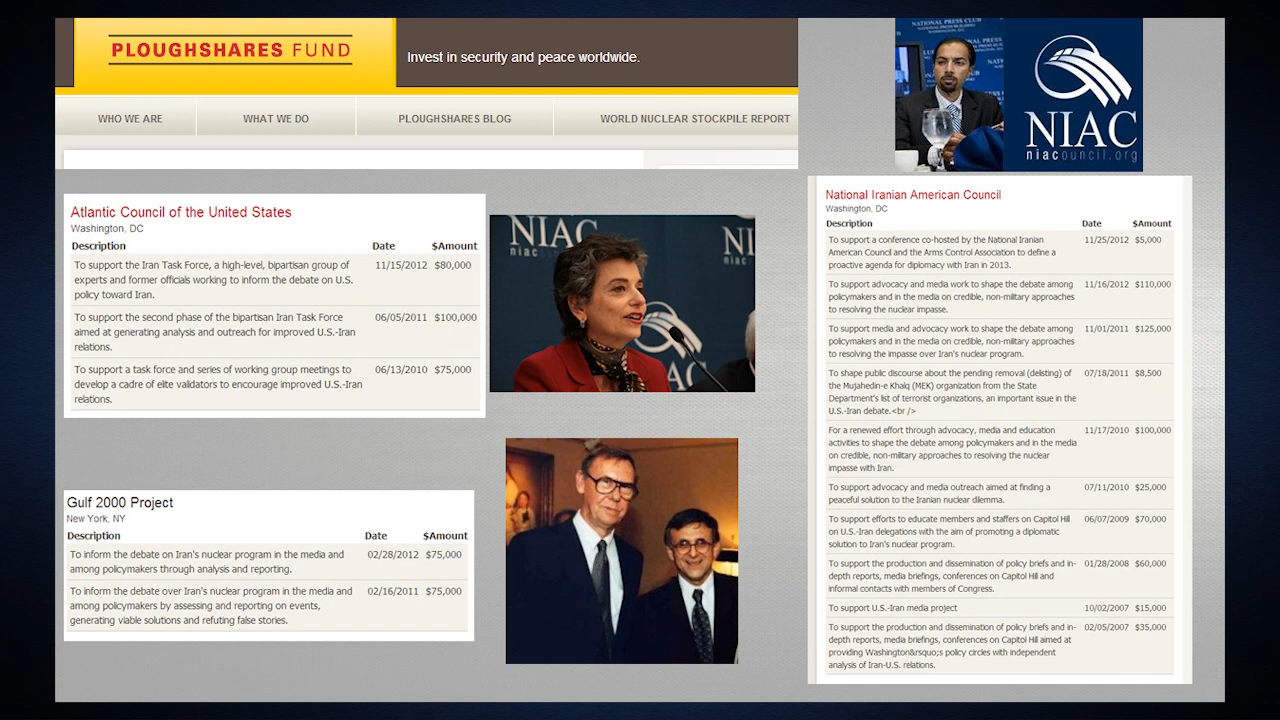 PLOUGHSHARES FUND
Invest in security and peace worldwide.
WHO WE ARE
WHAT WE DO
PLOUGHSHARES BLOG
WORLD NUCLEAR STOCKPILE REPORT
NATIONAL PRESS CLUB
NIAC
niacouncil.org
Atlantic Council of the United States
Washington, DC
Description Date $Amount
To support the Iran Task Force, a high-level, bipartisan group of 11/15/2012 $80,000
experts and former officials working to inform the debate on U.S.
policy toward Iran.
To support the second phase of the bipartisan Iran Task Force 06/05/2011 $100,000
aimed at generating analysis and outreach for improved U.S.-Iran
relations.
To support a task force and series of working group meetings to 06/13/2010 $75,000
develop a cadre of elite validators to encourage improved U.S.-Iran
relations.
NIAC
NI
NIAC
Gulf 2000 Project
New York, NY
Description Date $Amount
To inform the debate on Iran's nuclear program in the media and 02/28/2012 $75,000
among policymakers through analysis and reporting.
To inform the debate over Iran's nuclear program in the media and 02/16/2011 $75,000
among policymakers by assessing and reporting on events,
generating viable solutions and refuting false stories.
National Iranian American Council
Washington, DC
Description Date $Amount
To support a conference co-hosted by the National Iranian 11/25/2012 $5,000
American Council and the Arms Control Association to define a
proactive agenda for diplomacy with Iran in 2013.
To support advocacy and media work to shape the debate among 11/16/2012 $110,000
policymakers and in the media on credible, non-military approaches
to resolving the nuclear impasse.
To support media and advocacy work to shape the debate among 11/01/2011 $125,000
policymakers and in the media on credible, non-military approaches
to resolving the impasse over Iran's nuclear program.
To shape public discourse about the pending removal (delisting) of 07/18/2011 $8,500
the Mujahedin-e Khalq (MEK) organization from the State
Department's list of terrorist organizations, an important issue in the
U.S.-Iran debate.<br />
For a renewed effort through advocacy, media and education 11/17/2010 $100,000
activities to shape the debate among policymakers and in the media
on credible, non-military approaches to resolving the nuclear
impasse with Iran.
To support advocacy and media outreach aimed at finding a 07/11/2010 $25,000
peaceful solution to the Iranian nuclear dilemma.
To support efforts to educate members and staffers on Capitol Hill 06/07/2009 $70,000
on U.S.-Iran delegations with the aim of promoting a diplomatic
solution to Iran's nuclear program.
To support the production and dissemination of policy briefs and in- 01/28/2008 $60,000
depth reports, media briefings, conferences on Capitol Hill and
informal contacts with members of Congress.
To support U.S.-Iran media project 10/02/2007 $15,000
To support the production and dissemination of policy briefs and in- 02/05/2007 $35,000
depth reports, media briefings, conferences on Capitol Hill aimed at
providing Washington&rsquo;s policy circles with independent
analysis of Iran-U.S. relations.